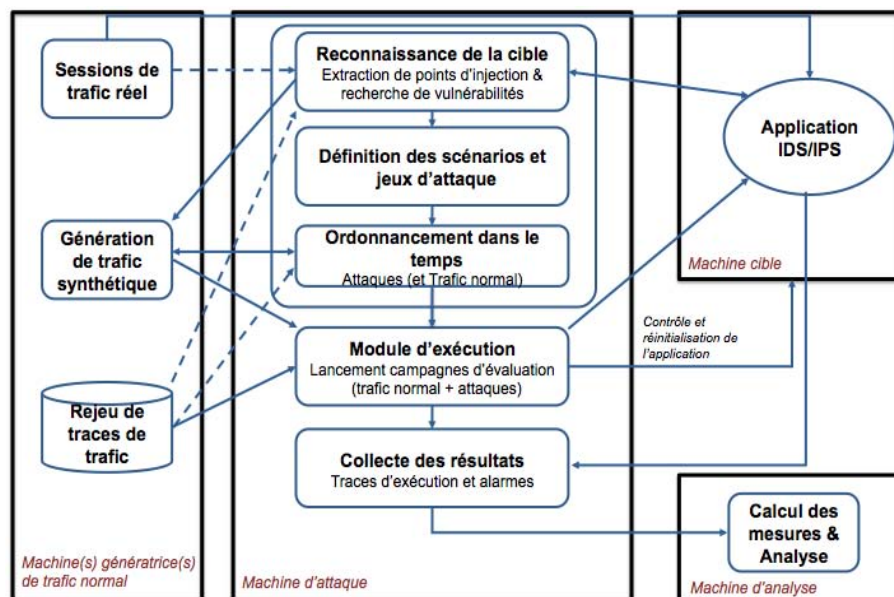 Sessions de
trafic réel
Génération
de trafic
synthétique
Rejeu de
traces de
trafic
Machine(s) génératrice(s)
de trafic normal
Reconnaissance de la cible
Extraction de points d'injection &
recherche de vulnérabilités
Définition des scénarios et
jeux d'attaque
Ordonnancement dans le
temps
Attaques (et Trafic normal)
Module d'exécution
Lancement campagnes d'évaluation
(trafic normal + attaques)
Collecte des résultats
Traces d'exécution et alarmes
Machine d'attaque
Application
IDS/IPS
Machine cible
Contrôle et
réinitialisation de
l'application
Calcul des
mesures &
Analyse
Machine d'analyse